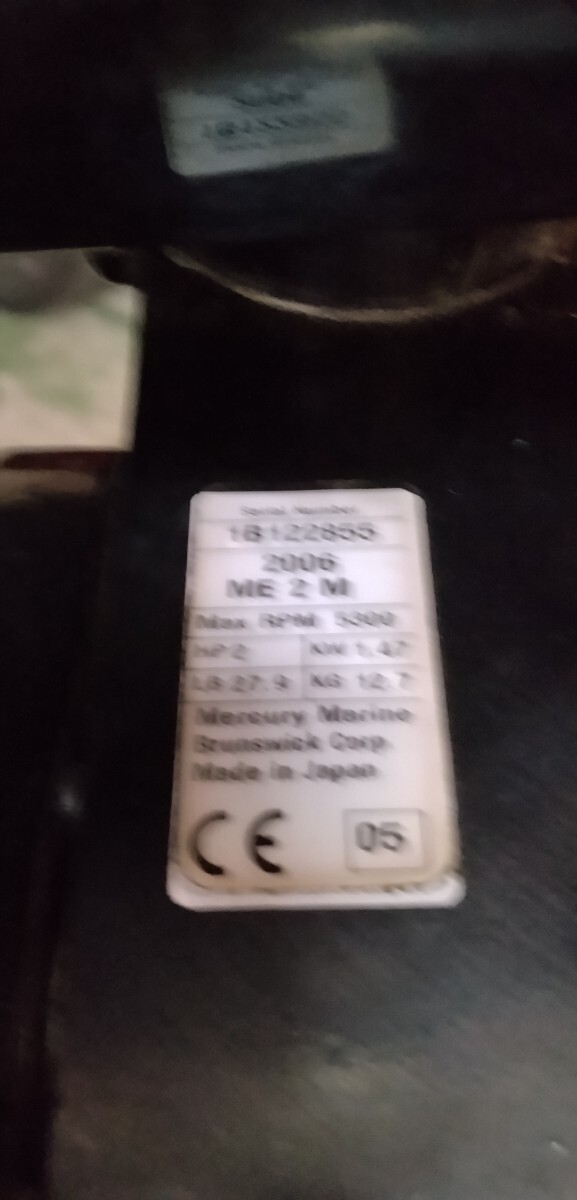 Serial Number
1B122855
2006
ME 2 M
Max RPM 5300
HP 2 KW 1.47
LB 27.9 KG 12.7
Mercury Marine
Brunswick Corp.
Made in Japan
CE 05